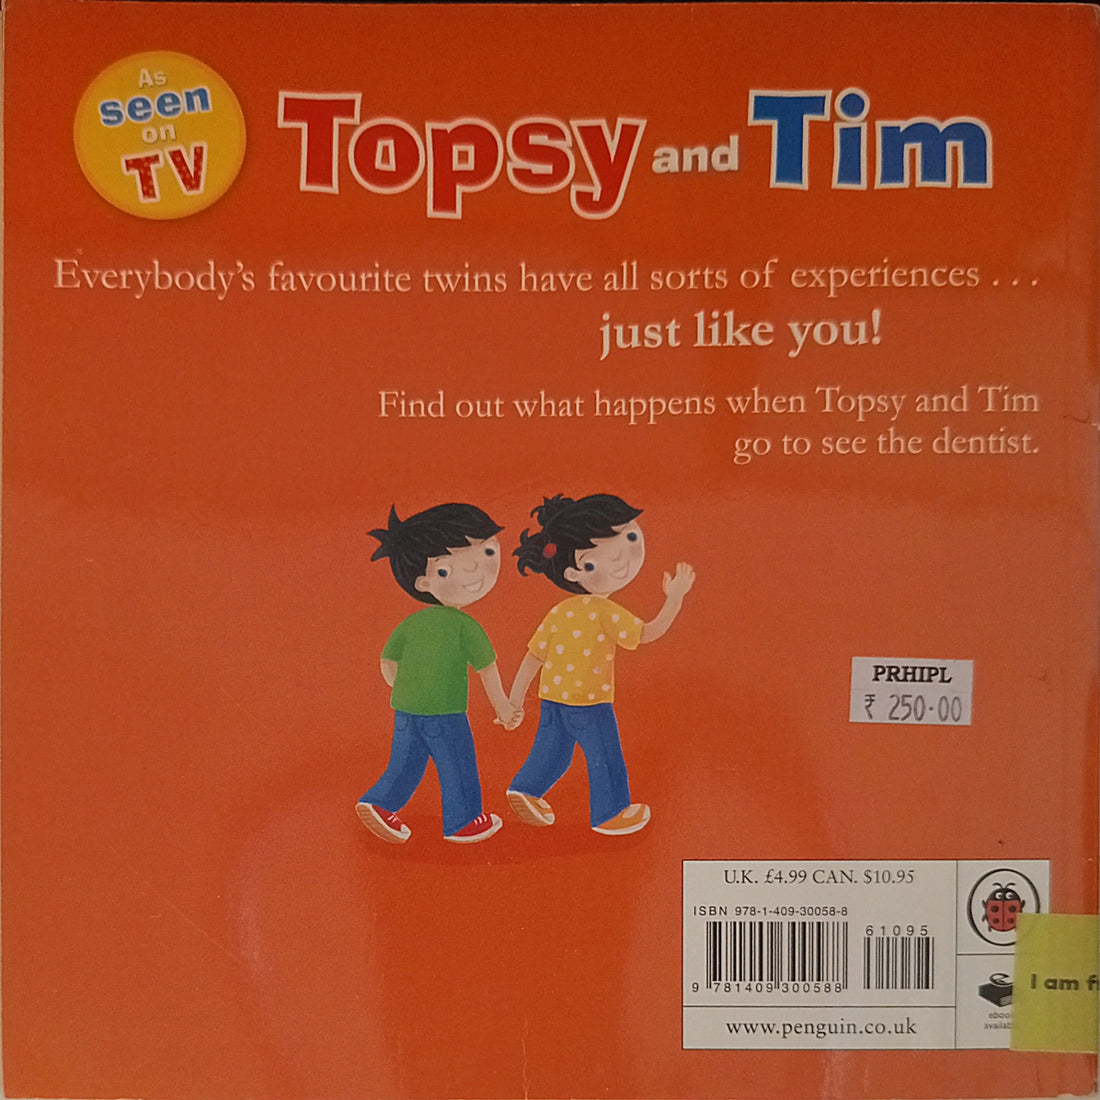 As
seen
on
TV
Topsy and Tim
Everybody's favourite twins have all sorts of experiences . . .
just like you!
Find out what happens when Topsy and Tim
go to see the dentist.
PRHIPL
₹ 250.00
U.K. £4.99 CAN. $10.95
ISBN 978-1-409-30058-8
61095
9 781409 300588
www.penguin.co.uk
I am